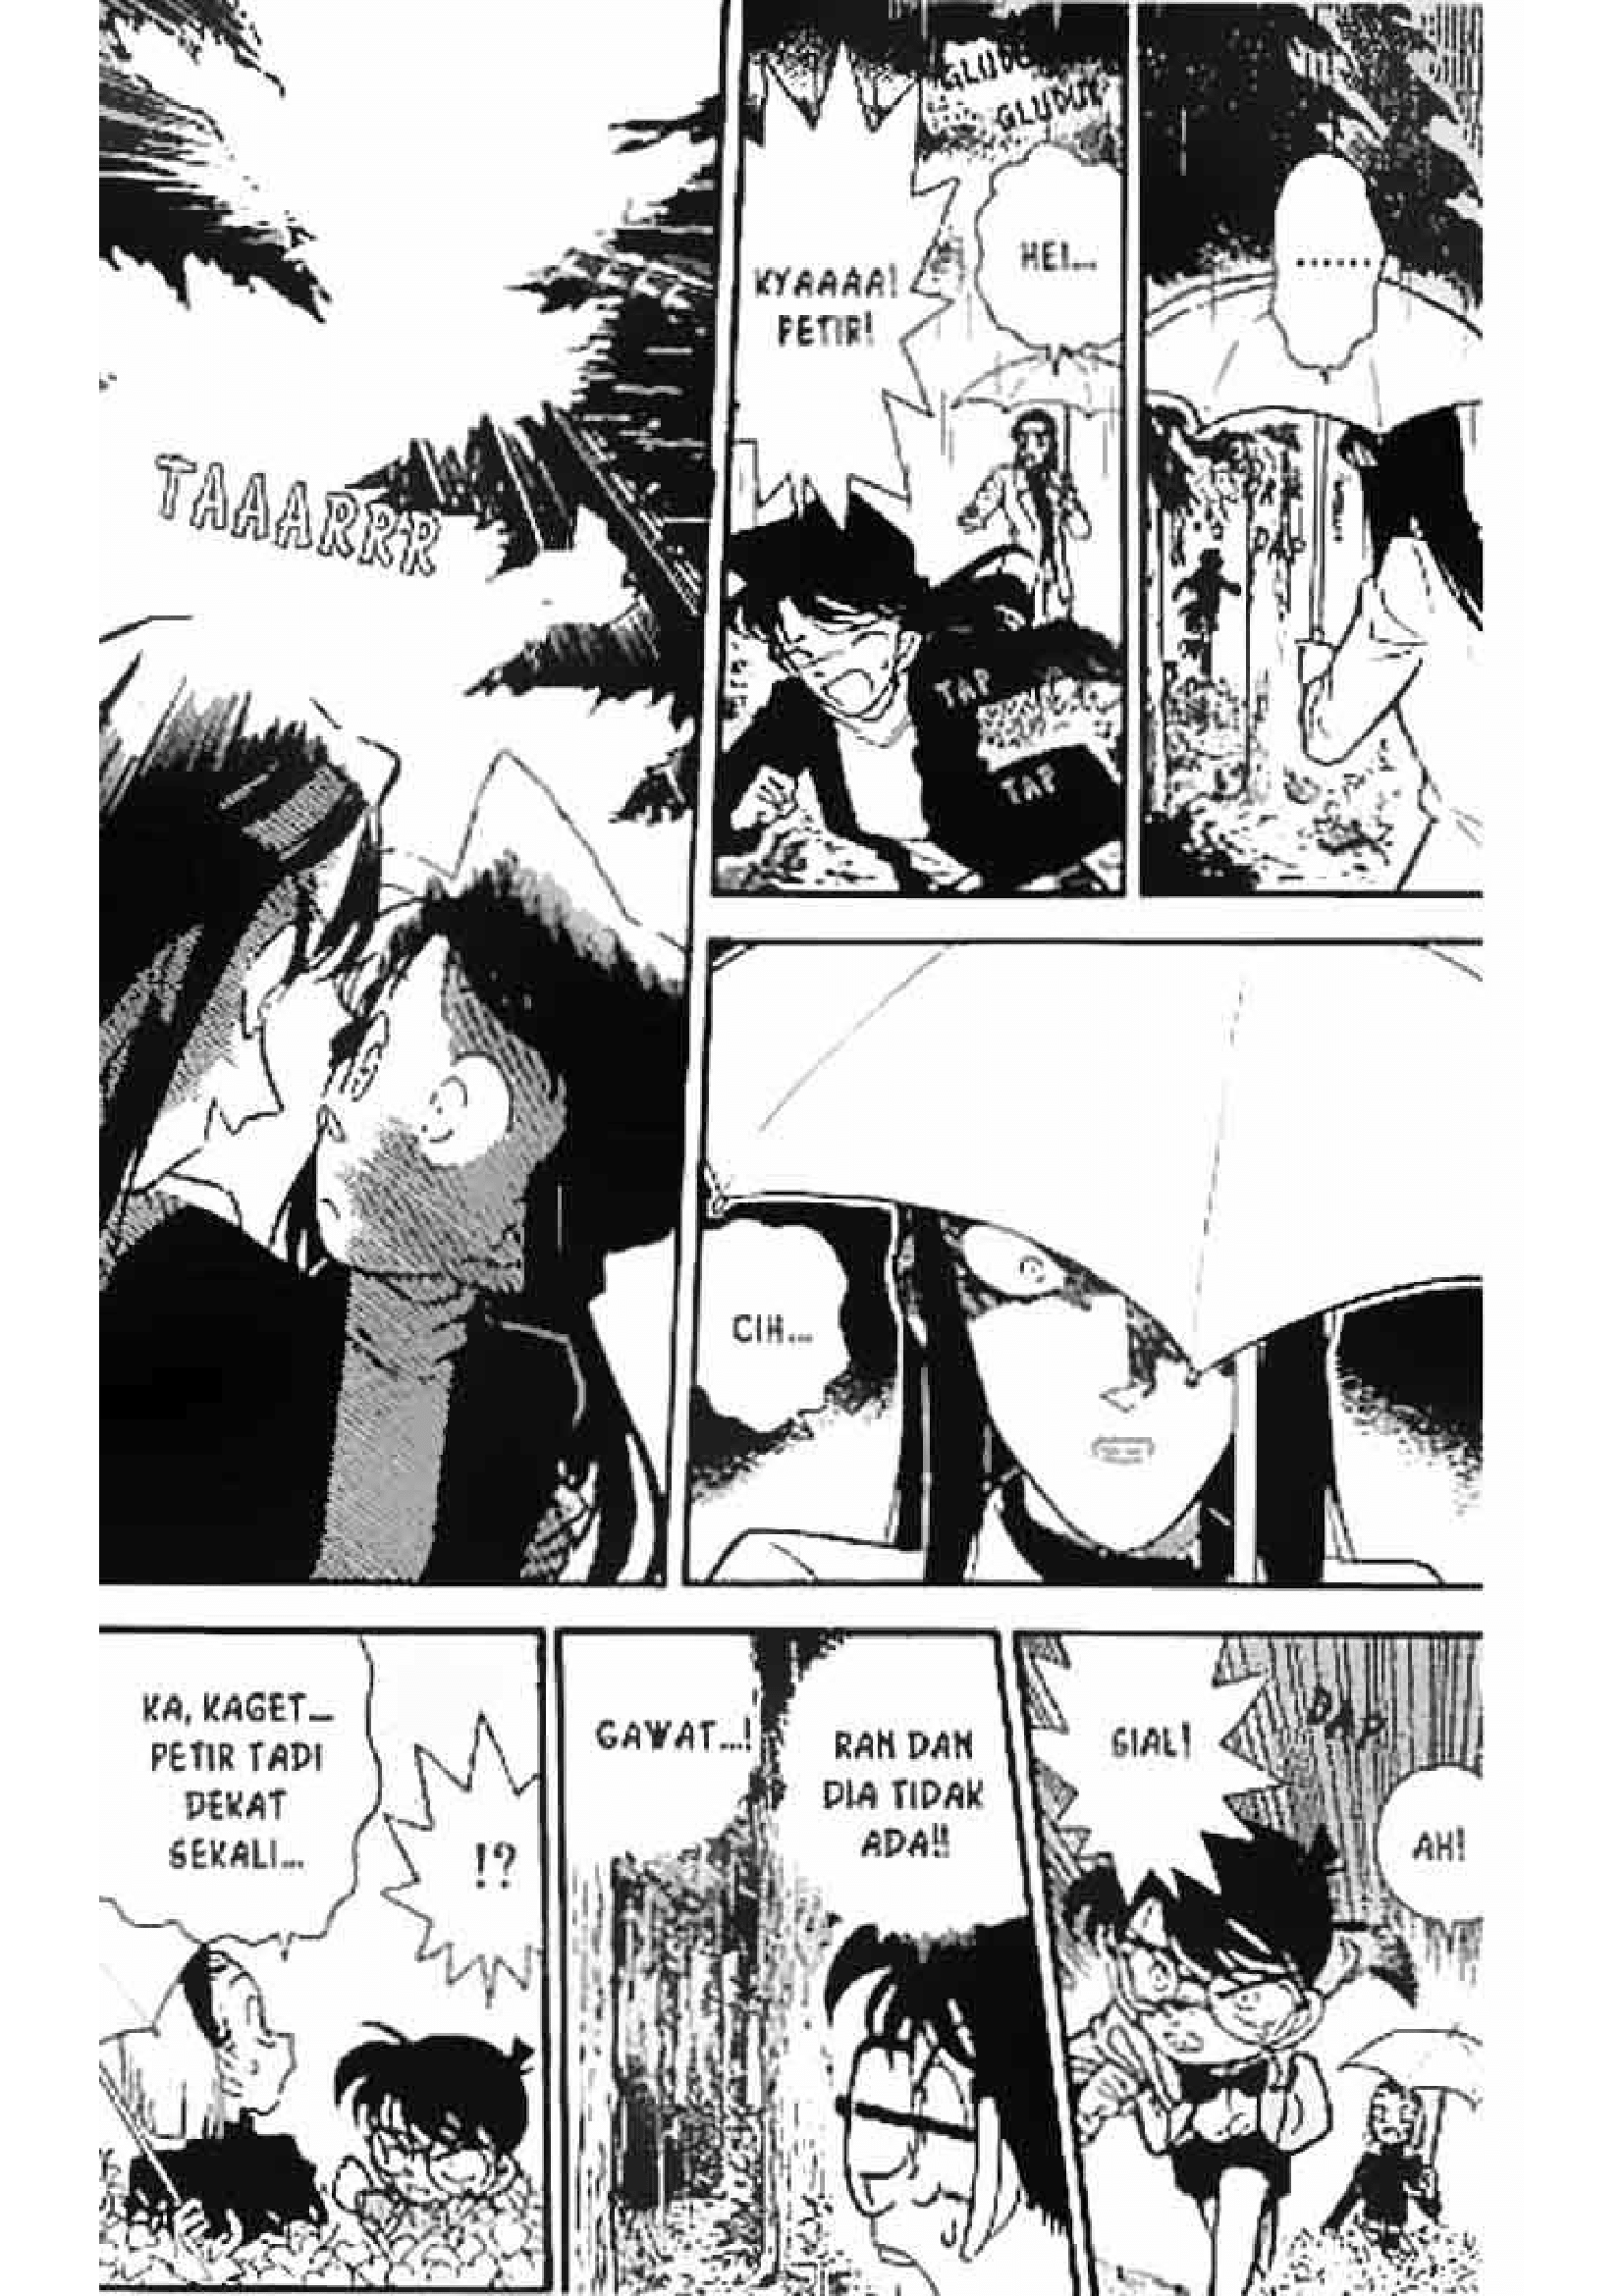 ......
DAP
GLUDUK
GLUDUK
HEI...
KYAAAA!
PETIR!
TAP
TAP
CIH...
TAAARRR
AH!
DAP
SIAL!
RAN DAN
DIA TIDAK
ADA!!
GAWAT...!
!?
KA, KAGET...
PETIR TADI
DEKAT
SEKALI...